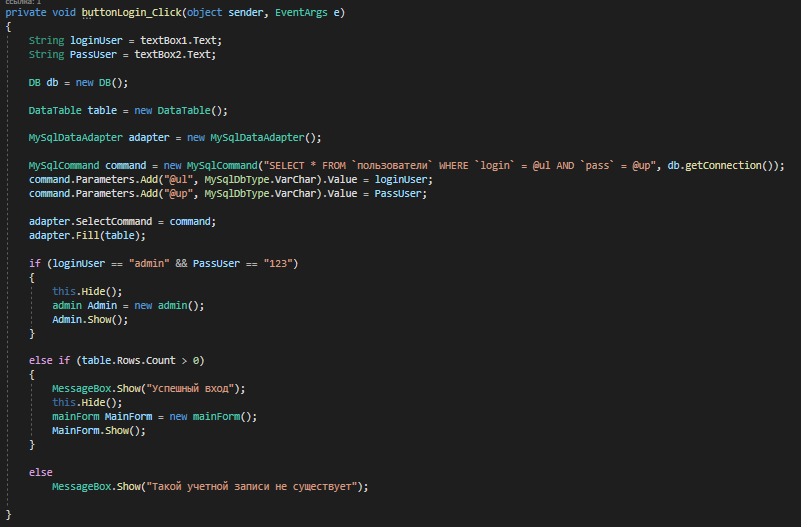 ссылка: 1
private void buttonLogin_Click(object sender, EventArgs e)
{
String loginUser = textBox1.Text;
String PassUser = textBox2.Text;
DB db = new DB();
DataTable table = new DataTable();
MySqlDataAdapter adapter = new MySqlDataAdapter();
MySqlCommand command = new MySqlCommand("SELECT * FROM `пользователи` WHERE `login` = @ul AND `pass` = @up", db.getConnection());
command.Parameters.Add("@ul", MySqlDbType.VarChar).Value = loginUser;
command.Parameters.Add("@up", MySqlDbType.VarChar).Value = PassUser;
adapter.SelectCommand = command;
adapter.Fill(table);
if (loginUser == "admin" && PassUser == "123")
{
this.Hide();
admin Admin = new admin();
Admin.Show();
}
else if (table.Rows.Count > 0)
{
MessageBox.Show("Успешный вход");
this.Hide();
mainForm MainForm = new mainForm();
MainForm.Show();
}
else
MessageBox.Show("Такой учетной записи не существует");
}